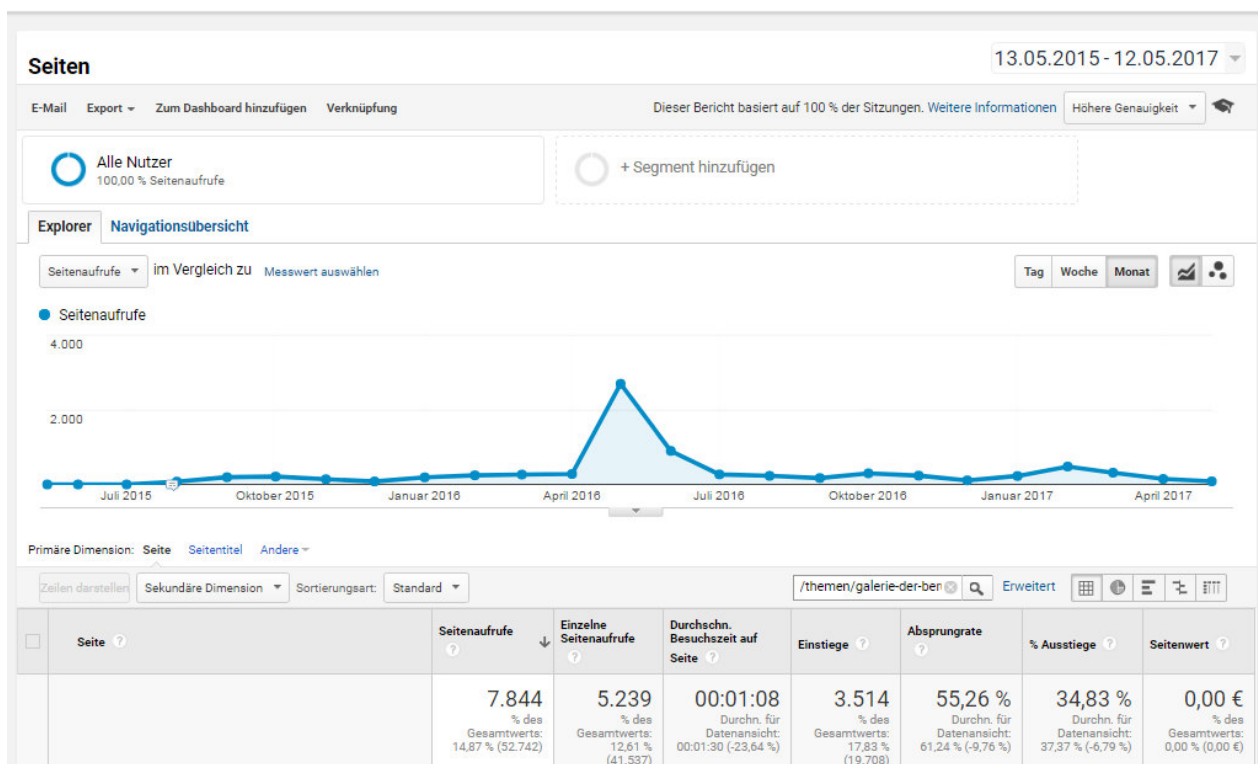 Seiten
13.05.2015 - 12.05.2017
E-Mail Export Zum Dashboard hinzufügen Verknüpfung
Dieser Bericht basiert auf 100 % der Sitzungen. Weitere Informationen Höhere Genauigkeit
Alle Nutzer
100,00 % Seitenaufrufe
+ Segment hinzufügen
Explorer Navigationsübersicht
Seitenaufrufe im Vergleich zu Messwert auswählen
Tag Woche Monat
Seitenaufrufe
4.000
2.000
Juli 2015 Oktober 2015 Januar 2016 April 2016 Juli 2016 Oktober 2016 Januar 2017 April 2017
Primäre Dimension: Seite Seitentitel Andere
Zeilen darstellen Sekundäre Dimension Sortierungsart: Standard
/themen/galerie-der-ber Erweitert
Seite ?
Seitenaufrufe
?
Einzelne
Seitenaufrufe
?
Durchschn.
Besuchszeit auf
Seite ?
Einstiege ?
Absprungrate
?
% Ausstiege ?
Seitenwert ?
7.844
% des
Gesamtwerts:
14,87 % (52.742)
5.239
% des
Gesamtwerts:
12,61 %
(41.537)
00:01:08
Durchn. für
Datenansicht:
00:01:30 (-23,64 %)
3.514
% des
Gesamtwerts:
17,83 %
(19.708)
55,26 %
Durchn. für
Datenansicht:
61,24 % (-9,76 %)
34,83 %
Durchn. für
Datenansicht:
37,37 % (-6,79 %)
0,00 €
% des
Gesamtwerts:
0,00 % (0,00 €)